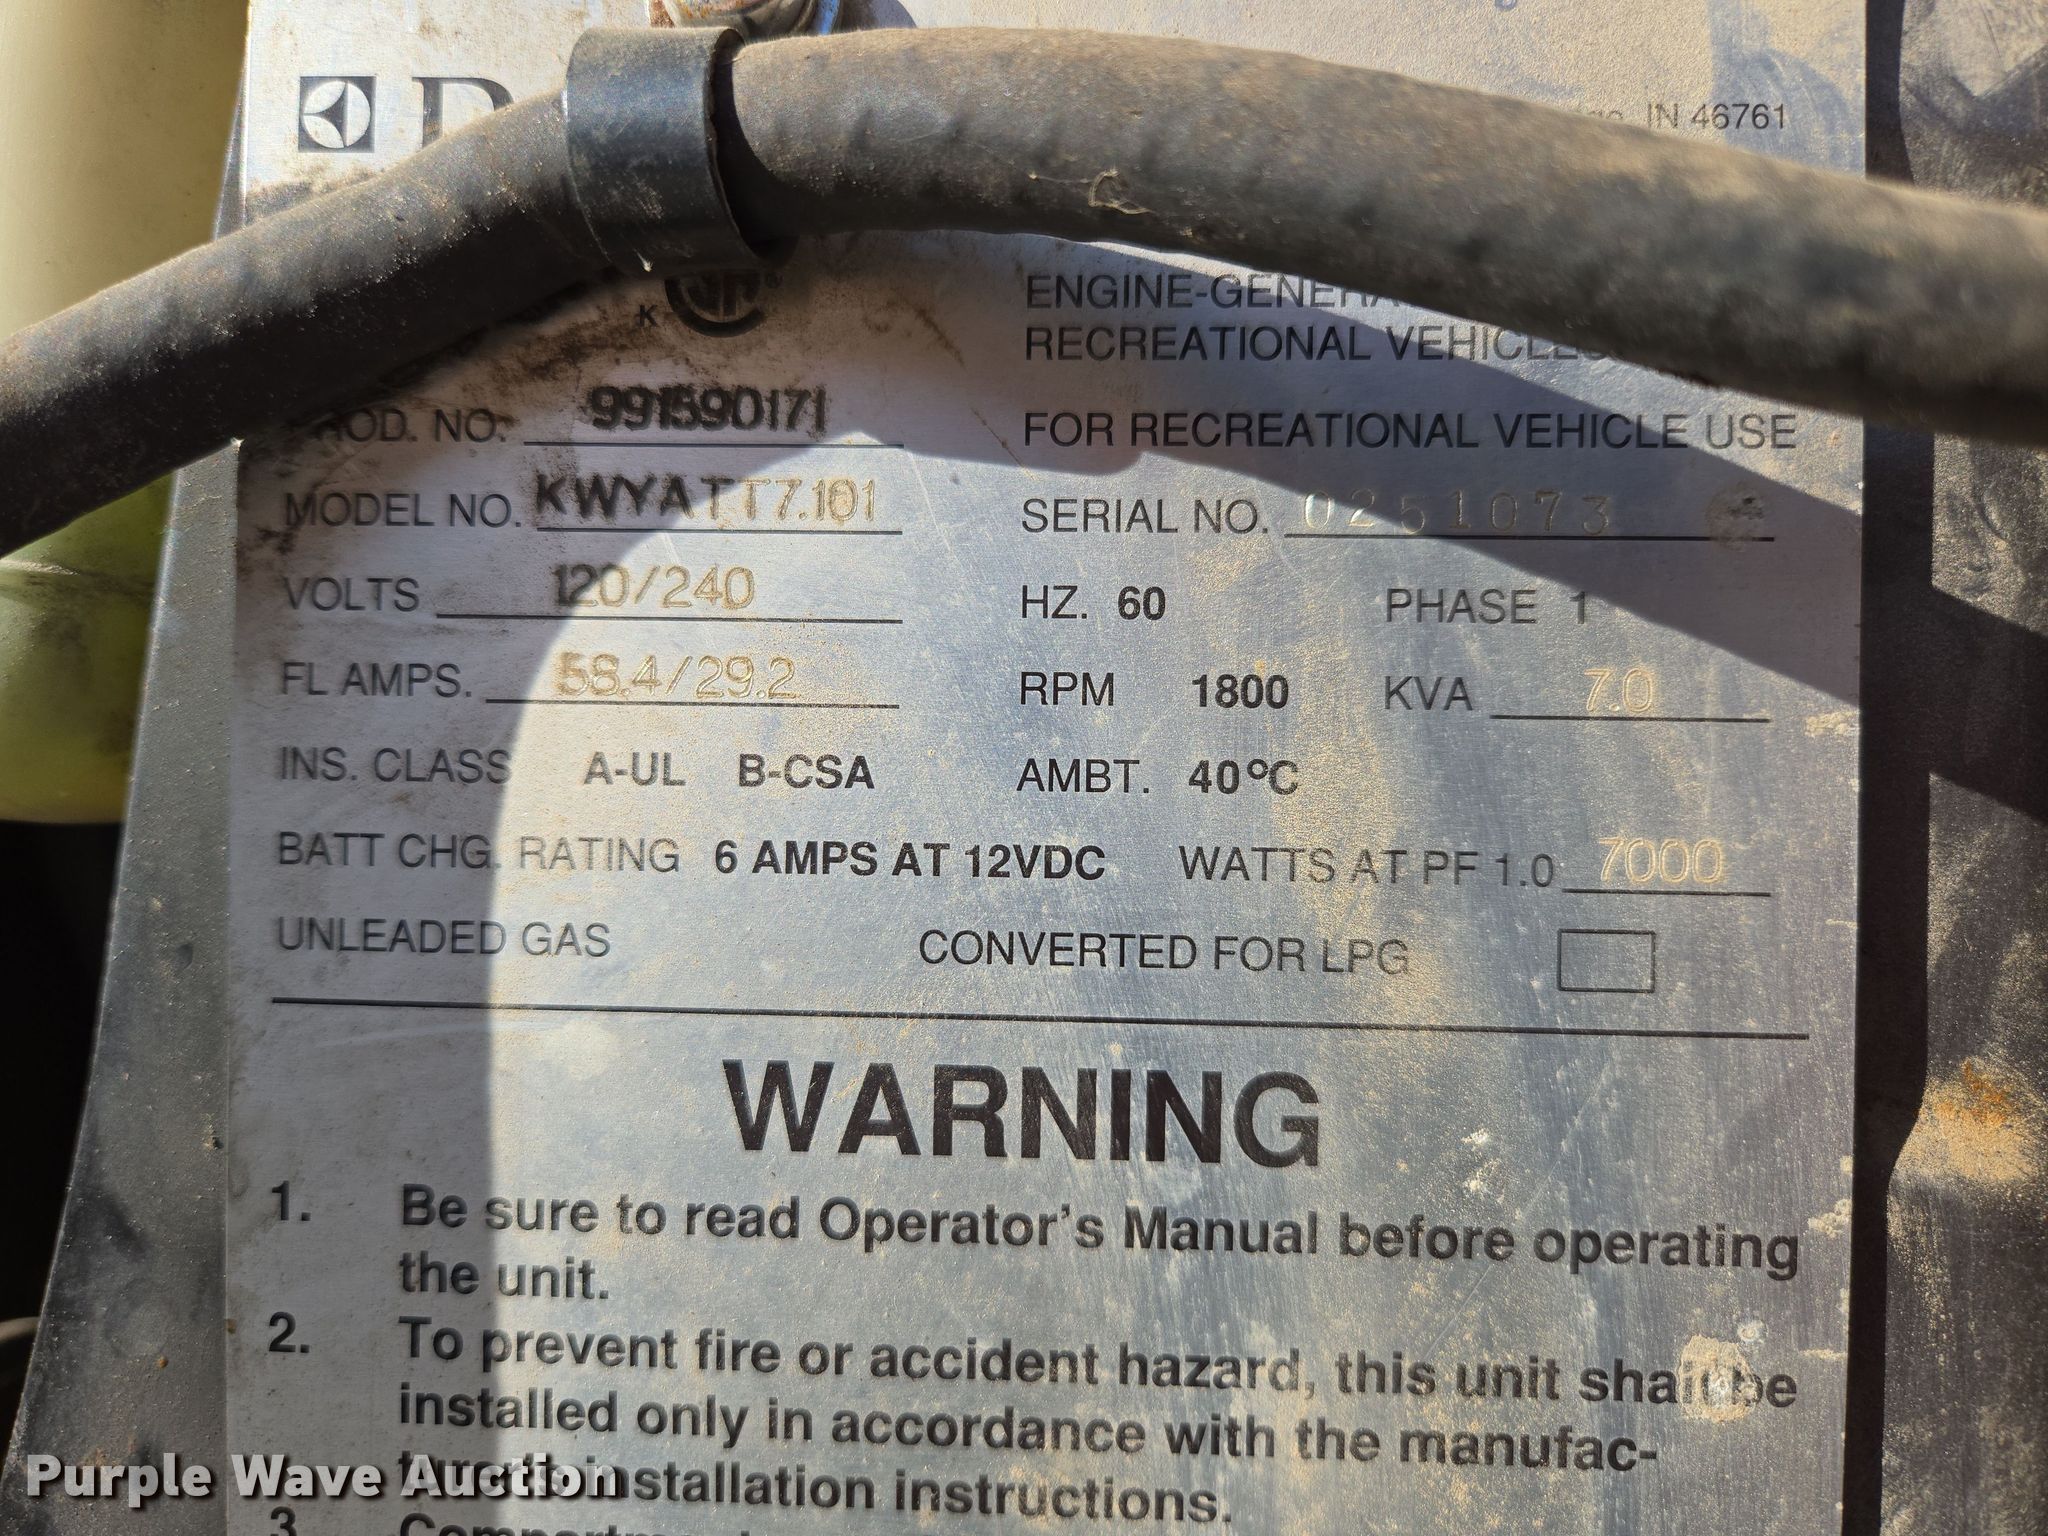 IN 46761
K
ENGINE-GENERA
RECREATIONAL VEHICLES
PROD. NO. 991590171 FOR RECREATIONAL VEHICLE USE
MODEL NO. KWYATT7.101 SERIAL NO. 0251073
VOLTS 120/240 HZ. 60 PHASE 1
FL AMPS. 58.4/29.2 RPM 1800 KVA 7.0
INS. CLASS A-UL B-CSA AMBT. 40°C
BATT CHG. RATING 6 AMPS AT 12VDC WATTS AT PF 1.0 7000
UNLEADED GAS CONVERTED FOR LPG
WARNING
1. Be sure to read Operator's Manual before operating
the unit.
2. To prevent fire or accident hazard, this unit shall be
installed only in accordance with the manufac-
installation instructions.
3.
Purple Wave Auction